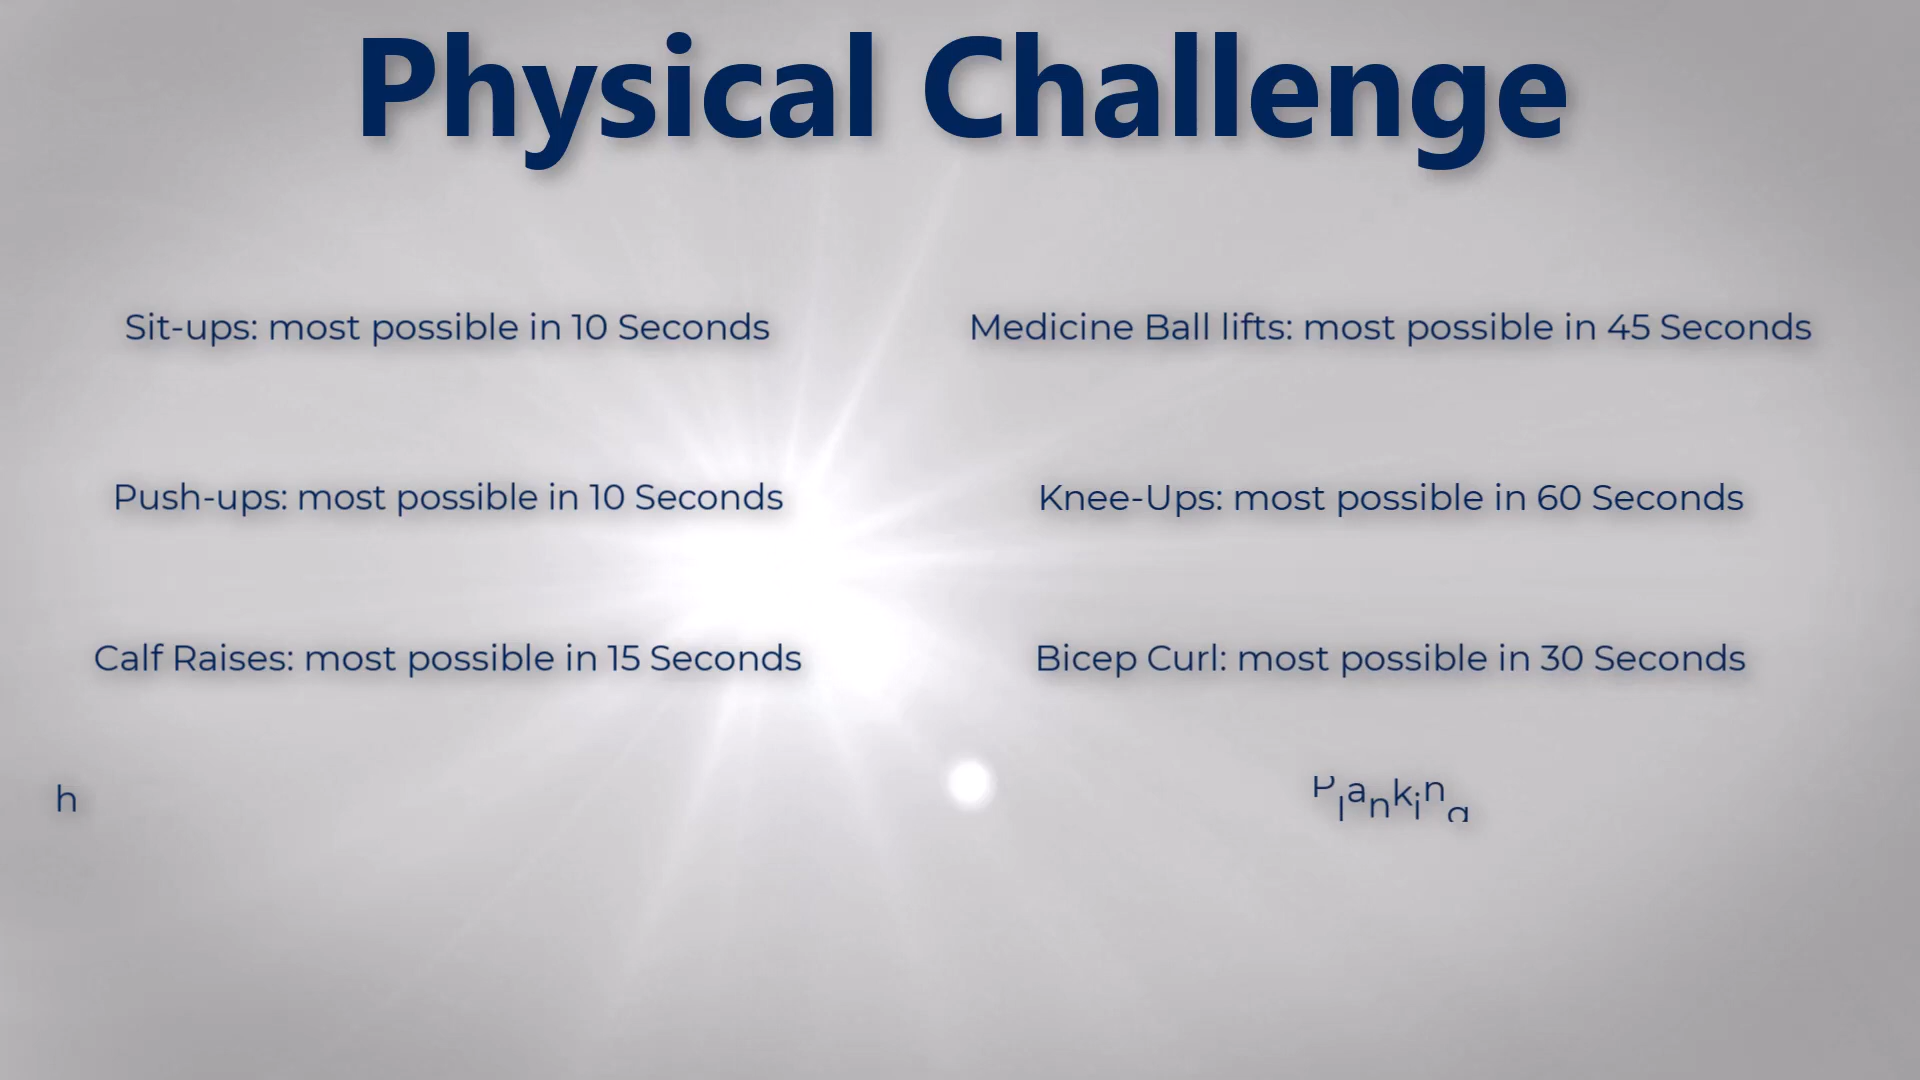 Physical Challenge
Sit-ups: most possible in 10 Seconds
Medicine Ball lifts: most possible in 45 Seconds
Push-ups: most possible in 10 Seconds
Knee-Ups: most possible in 60 Seconds
Calf Raises: most possible in 15 Seconds
Bicep Curl: most possible in 30 Seconds
h
Planking